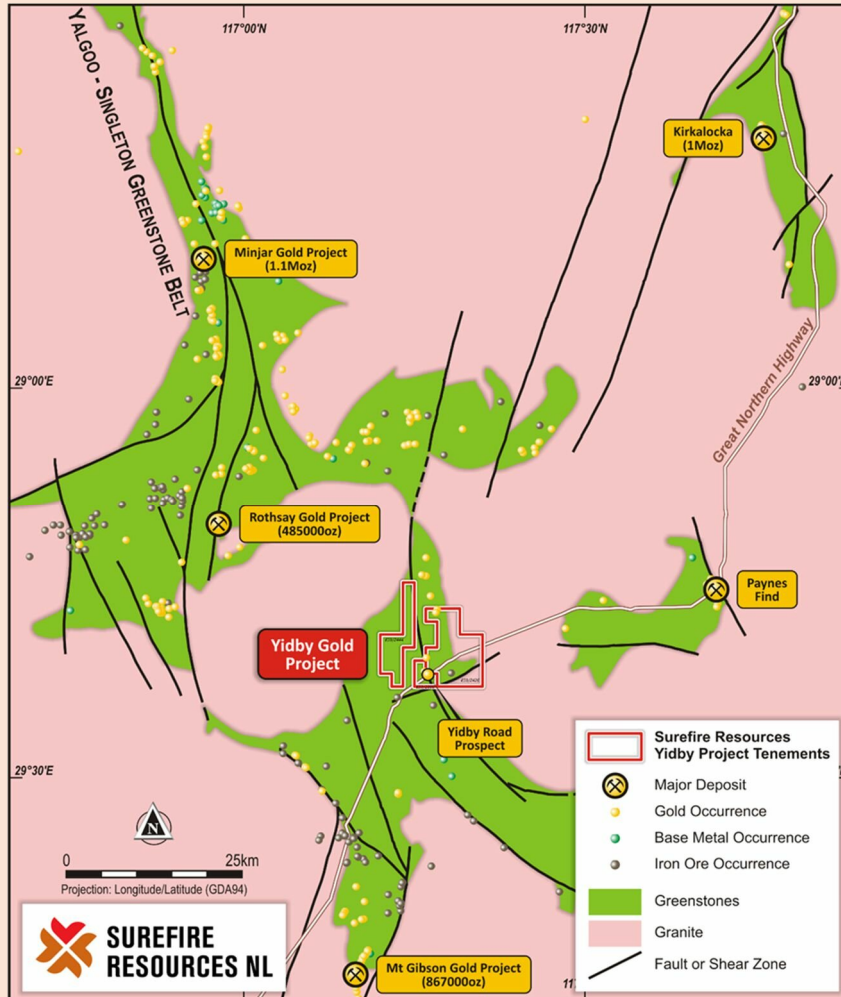 117°00'E
117°30'E
YALGOO - SINGLETON GREENSTONE BELT
Kirkalocka
(1Moz)
Minjar Gold Project
(1.1Moz)
Great Northern Highway
29°00'E
29°00'
Rothsay Gold Project
(485000oz)
Paynes
Find
Yidby Gold
Project
Yidby Road
Prospect
29°30'E
N
0 25km
Projection: Longitude/Latitude (GDA94)
SUREFIRE
RESOURCES NL
Mt Gibson Gold Project
(867000oz)
Surefire Resources
Yidby Project Tenements
Major Deposit
Gold Occurrence
Base Metal Occurrence
Iron Ore Occurrence
Greenstones
Granite
Fault or Shear Zone